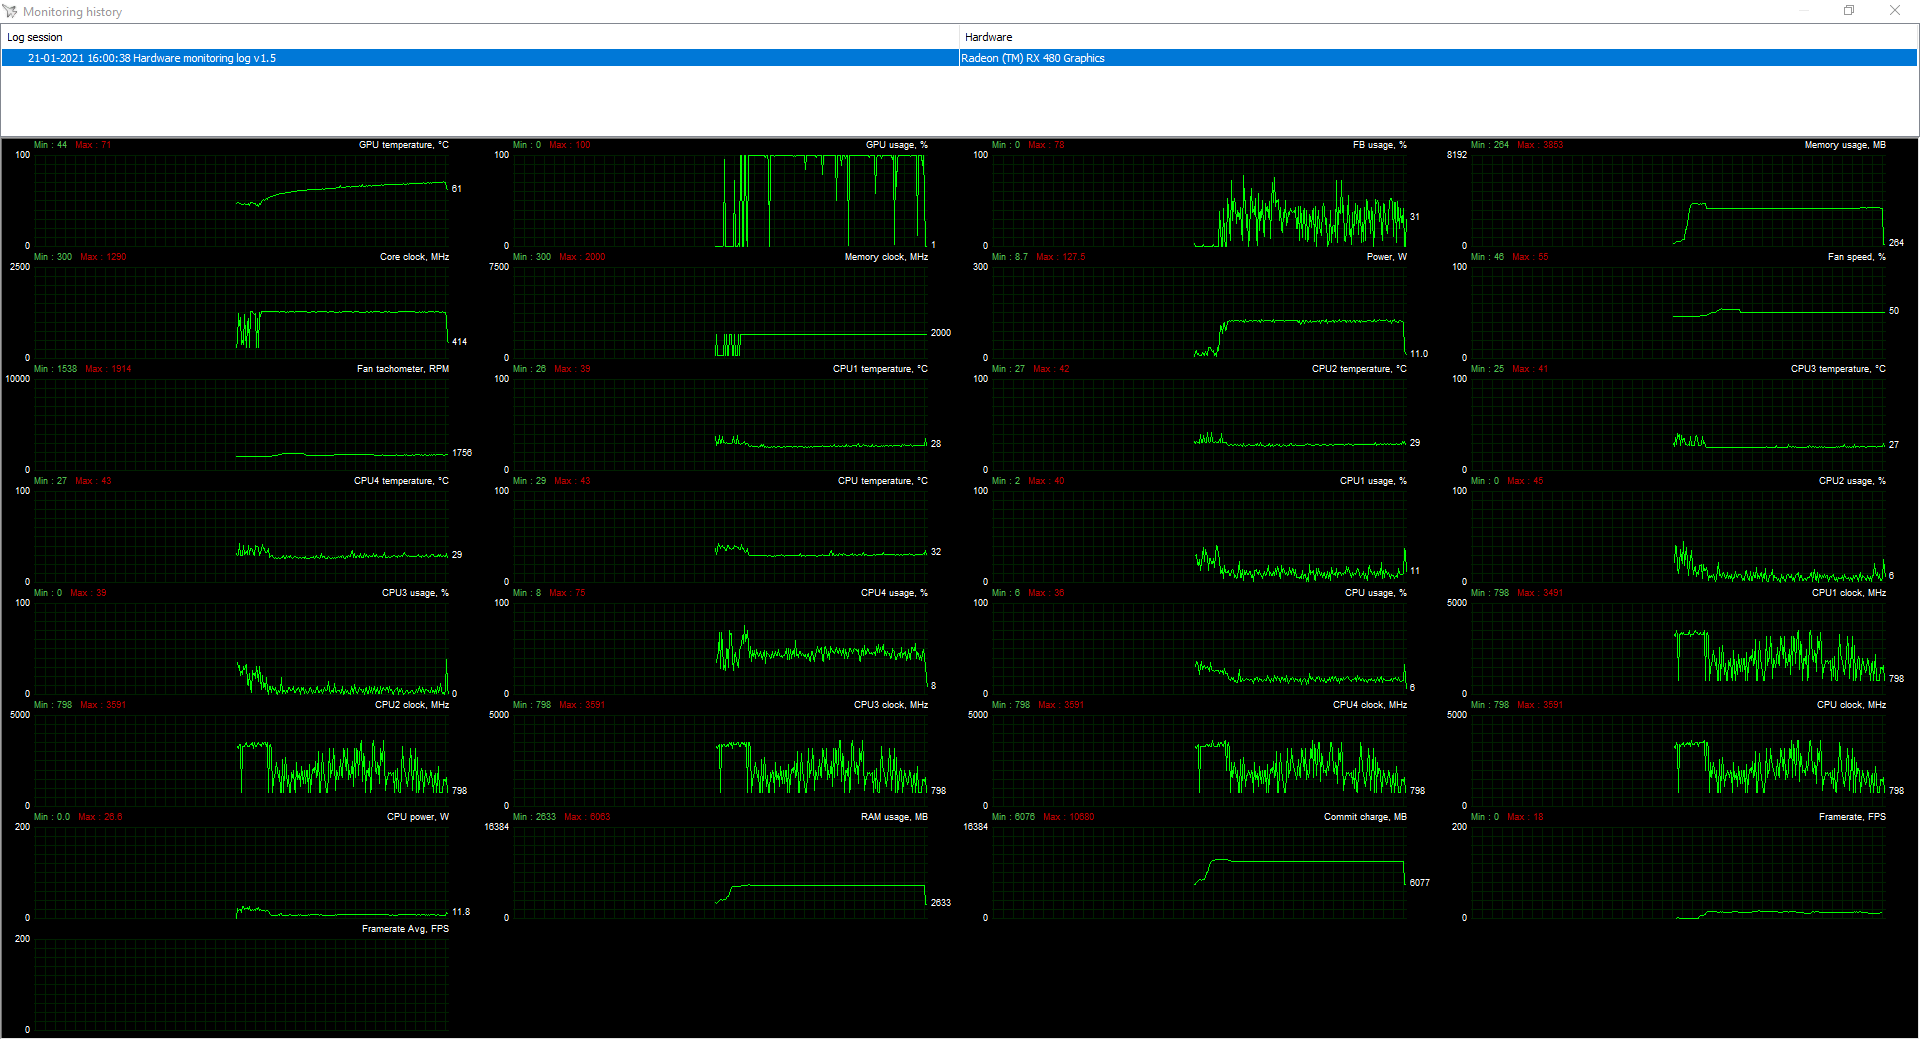 Monitoring history
Log session Hardware
21-01-2021 16:00:38 Hardware monitoring log v1.5 Radeon (TM) RX 480 Graphics
Min : 44 Max : 71 GPU temperature, °C
100
61
0
Min : 0 Max : 100 GPU usage, %
100
1
0
Min : 0 Max : 78 FB usage, %
100
31
0
Min : 264 Max : 3853 Memory usage, MB
8192
264
0
Min : 300 Max : 1290 Core clock, MHz
2500
414
0
Min : 300 Max : 2000 Memory clock, MHz
7500
2000
0
Min : 8.7 Max : 127.5 Power, W
300
11.0
0
Min : 46 Max : 56 Fan speed, %
100
50
0
Min : 1538 Max : 1914 Fan tachometer, RPM
10000
1756
0
Min : 26 Max : 39 CPU1 temperature, °C
100
28
0
Min : 27 Max : 42 CPU2 temperature, °C
100
29
0
Min : 25 Max : 41 CPU3 temperature, °C
100
27
0
Min : 27 Max : 43 CPU4 temperature, °C
100
29
0
Min : 29 Max : 43 CPU temperature, °C
100
32
0
Min : 2 Max : 40 CPU1 usage, %
100
11
0
Min : 0 Max : 45 CPU2 usage, %
100
6
0
Min : 0 Max : 39 CPU3 usage, %
100
0
0
Min : 8 Max : 75 CPU4 usage, %
100
8
0
Min : 6 Max : 36 CPU usage, %
100
6
0
Min : 798 Max : 3491 CPU1 clock, MHz
5000
798
0
Min : 798 Max : 3591 CPU2 clock, MHz
5000
798
0
Min : 798 Max : 3591 CPU3 clock, MHz
5000
798
0
Min : 798 Max : 3591 CPU4 clock, MHz
5000
798
0
Min : 798 Max : 3591 CPU clock, MHz
5000
798
0
Min : 0.0 Max : 26.6 CPU power, W
200
11.8
0
Min : 2633 Max : 6063 RAM usage, MB
16384
2633
0
Min : 6076 Max : 10680 Commit charge, MB
16384
6077
0
Min : 0 Max : 18 Framerate, FPS
200
0
Framerate Avg, FPS
200
0